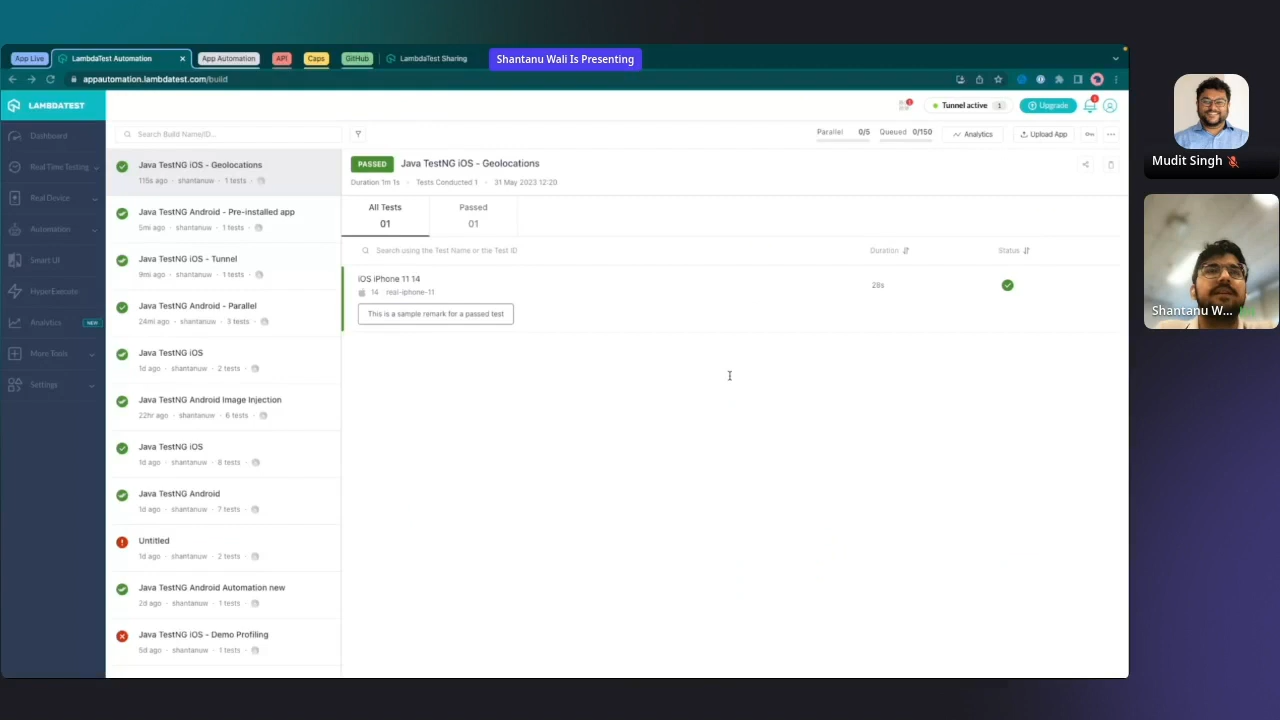 App Live
LambdaTest Automation
App Automation
API
Caps
GitHub
LambdaTest Sharing
Shantanu Wali Is Presenting
appautomation.lambdatest.com/build
LAMBDATEST
Tunnel active 1
Upgrade
Dashboard
Real Time Testing
Real Device
Automation
Smart UI
HyperExecute
Analytics NEW
More Tools
Settings
Search Build Name/ID...
Parallel 0/5 Queued 0/150
Analytics
Upload App
Java TestNG iOS - Geolocations
115s ago · shantanuw · 1 tests ·
Java TestNG Android - Pre-installed app
5mi ago · shantanuw · 1 tests ·
Java TestNG iOS - Tunnel
9mi ago · shantanuw · 1 tests ·
Java TestNG Android - Parallel
24mi ago · shantanuw · 3 tests ·
Java TestNG iOS
1d ago · shantanuw · 2 tests ·
Java TestNG Android Image Injection
22hr ago · shantanuw · 6 tests ·
Java TestNG iOS
1d ago · shantanuw · 8 tests ·
Java TestNG Android
1d ago · shantanuw · 7 tests ·
Untitled
1d ago · shantanuw · 2 tests ·
Java TestNG Android Automation new
2d ago · shantanuw · 1 tests ·
Java TestNG iOS - Demo Profiling
5d ago · shantanuw · 1 tests ·
PASSED Java TestNG iOS - Geolocations
Duration 1m 1s · Tests Conducted 1 · 31 May 2023 12:20
All Tests Passed
01 01
Search using the Test Name or the Test ID
Duration Status
iOS iPhone 11 14
14 real-iphone-11
28s
This is a sample remark for a passed test
Mudit Singh
Shantanu W...